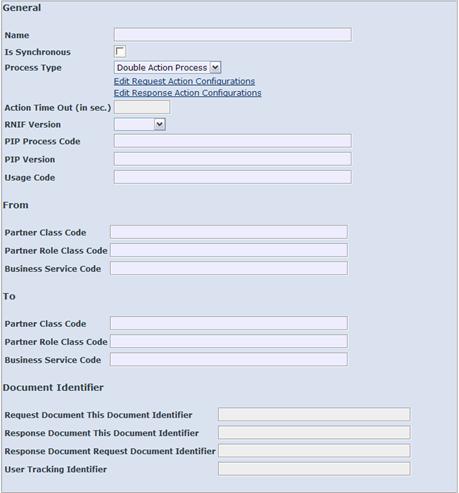 General
Name
Is Synchronous
Process Type Double Action Process
Edit Request Action Configurations
Edit Response Action Configurations
Action Time Out (in sec.)
RNIF Version
PIP Process Code
PIP Version
Usage Code
From
Partner Class Code
Partner Role Class Code
Business Service Code
To
Partner Class Code
Partner Role Class Code
Business Service Code
Document Identifier
Request Document This Document Identifier
Response Document This Document Identifier
Response Document Request Document Identifier
User Tracking Identifier